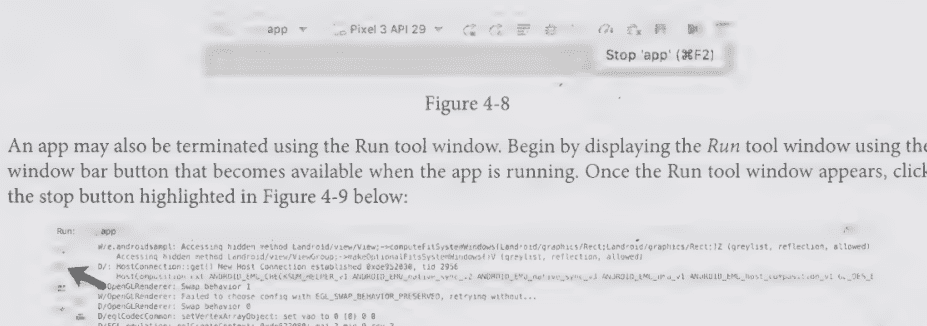 app Pixel 3 API 29
Stop 'app' (⌘F2)
Figure 4-8
An app may also be terminated using the Run tool window. Begin by displaying the Run tool window using the
window bar button that becomes available when the app is running. Once the Run tool window appears, click
the stop button highlighted in Figure 4-9 below:
Run: app
W/e.androidsampl: Accessing hidden method Landroid/view/View;->computeFitSystemWindows(Landroid/graphics/Rect;Landroid/graphics/Rect;)Z (greylist, reflection, allowed)
Accessing hidden method Landroid/view/ViewGroup;->makeOptionalFitsSystemWindows()V (greylist, reflection, allowed)
D/: HostConnection::get() New Host Connection established tid 2956
HostComposition ext ANDROID_EMU_CHECKSUM_HELPER_v1
D/OpenGLRenderer: Swap behavior 1
W/OpenGLRenderer: Failed to choose config with EGL_SWAP_BEHAVIOR_PRESERVED, retrying without...
D/OpenGLRenderer: Swap behavior 0
D/eglCodecCommon: setVertexArrayObject: set vao to 0 (0) 0 0